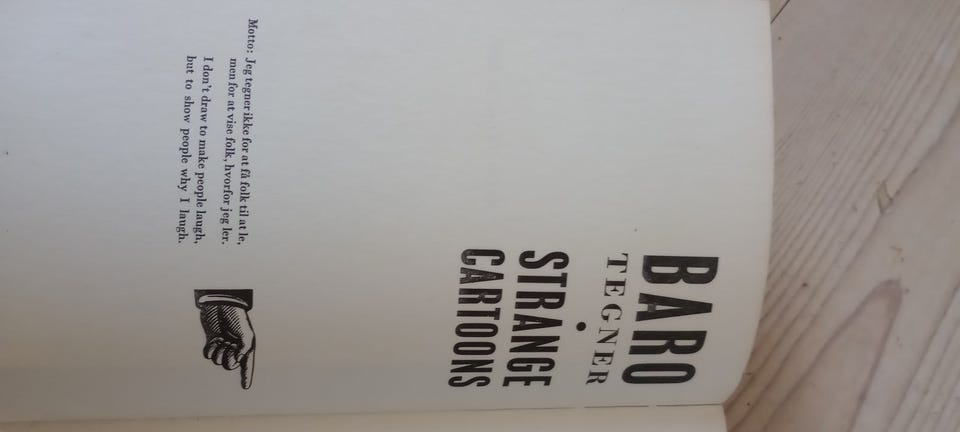 BARO
TEGNER
•
STRANGE
CARTOONS
Motto: Jeg tegner ikke for at få folk til at le,
men for at vise folk, hvorfor jeg ler.
I don't draw to make people laugh,
but to show people why I laugh.